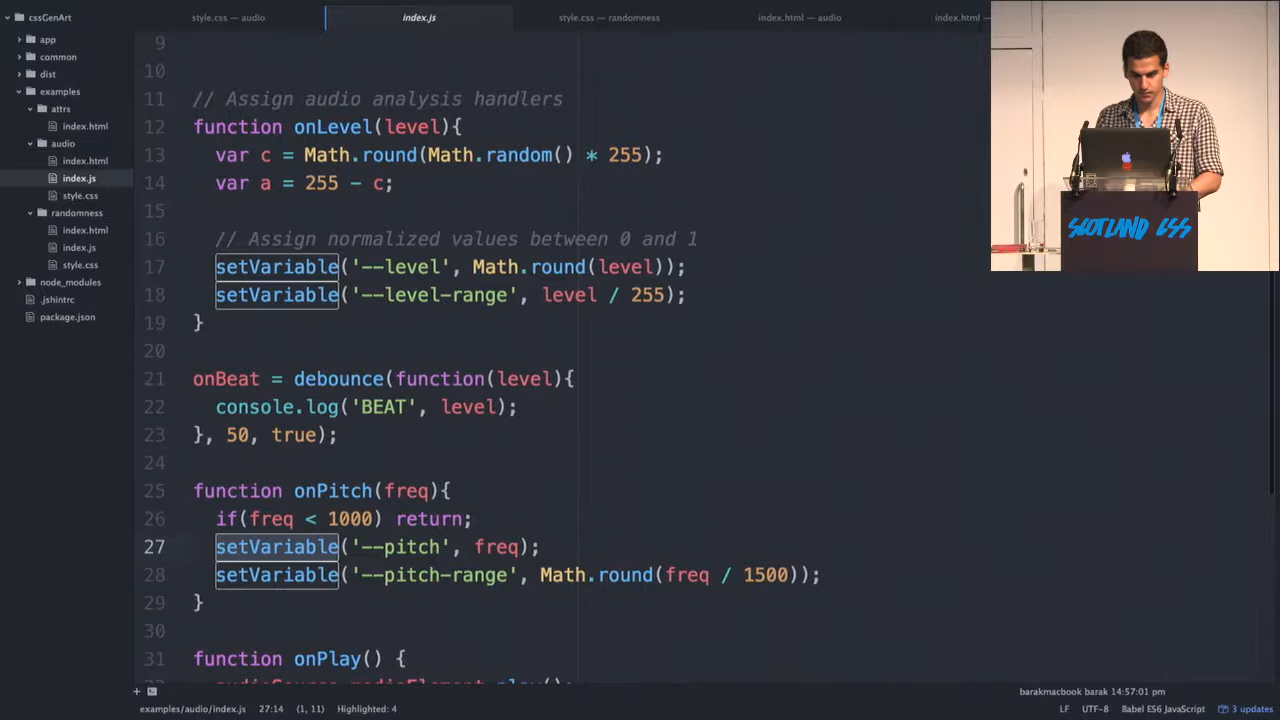 cssGenArt
app
common
dist
examples
attrs
index.html
audio
index.html
index.js
style.css
randomness
index.html
index.js
style.css
node_modules
.jshintrc
package.json
style.css — audio
index.js
style.css — randomness
index.html — audio
index.html —
9
10
11 // Assign audio analysis handlers
12 function onLevel(level){
13 var c = Math.round(Math.random() * 255);
14 var a = 255 - c;
15
16 // Assign normalized values between 0 and 1
17 setVariable('--level', Math.round(level));
18 setVariable('--level-range', level / 255);
19 }
20
21 onBeat = debounce(function(level){
22 console.log('BEAT', level);
23 }, 50, true);
24
25 function onPitch(freq){
26 if(freq < 1000) return;
27 setVariable('--pitch', freq);
28 setVariable('--pitch-range', Math.round(freq / 1500));
29 }
30
31 function onPlay() {
SCOTLAND CSS
barakmacbook barak 14:57:01 pm
examples/audio/index.js 27:14 (1, 11) Highlighted: 4
LF UTF-8 Babel ES6 JavaScript 3 updates